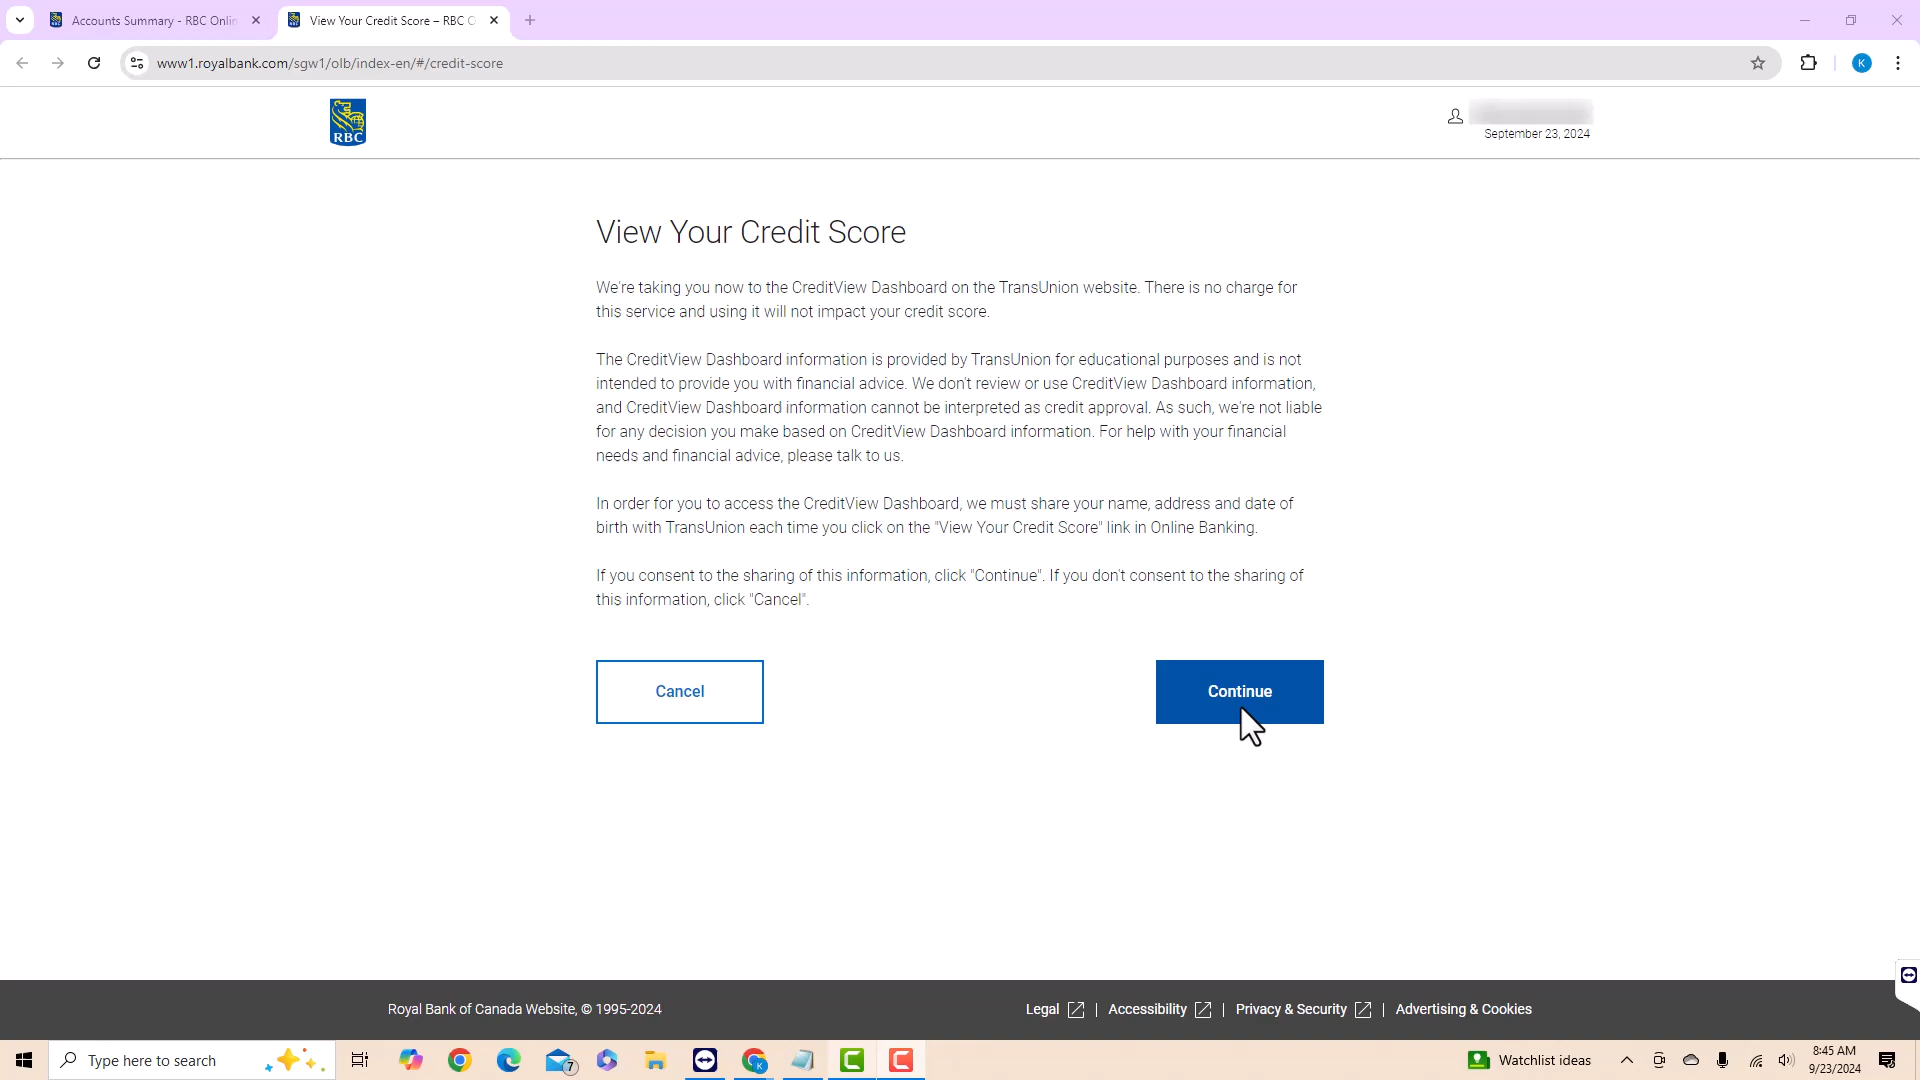 Accounts Summary - RBC Onlin
View Your Credit Score – RBC O
www1.royalbank.com/sgw1/olb/index-en/#/credit-score
K
RBC
September 23, 2024
View Your Credit Score
We're taking you now to the CreditView Dashboard on the TransUnion website. There is no charge for
this service and using it will not impact your credit score.
The CreditView Dashboard information is provided by TransUnion for educational purposes and is not
intended to provide you with financial advice. We don't review or use CreditView Dashboard information,
and CreditView Dashboard information cannot be interpreted as credit approval. As such, we're not liable
for any decision you make based on CreditView Dashboard information. For help with your financial
needs and financial advice, please talk to us.
In order for you to access the CreditView Dashboard, we must share your name, address and date of
birth with TransUnion each time you click on the "View Your Credit Score" link in Online Banking.
If you consent to the sharing of this information, click "Continue". If you don't consent to the sharing of
this information, click "Cancel".
Cancel
Continue
Royal Bank of Canada Website, © 1995-2024
Legal | Accessibility | Privacy & Security | Advertising & Cookies
Type here to search
7
K
Watchlist ideas
8:45 AM
9/23/2024